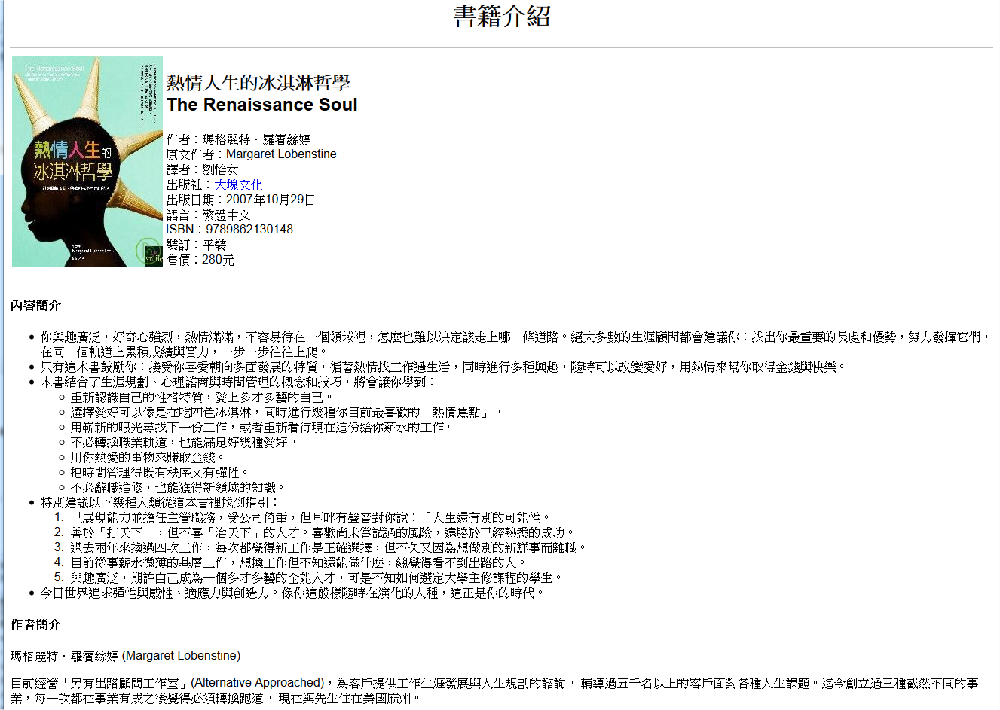 書籍介紹
The Renaissance Soul
熱情人生的
冰淇淋哲學
Margaret Lobenstine
smile
熱情人生的冰淇淋哲學
The Renaissance Soul
作者：瑪格麗特．羅賓絲婷
原文作者：Margaret Lobenstine
譯者：劉怡女
出版社：大塊文化
出版日期：2007年10月29日
語言：繁體中文
ISBN：9789862130148
裝訂：平裝
售價：280元
內容簡介
你興趣廣泛，好奇心強烈，熱情滿滿，不容易待在一個領域裡，怎麼也難以決定該走上哪一條道路。絕大多數的生涯顧問都會建議你：找出你最重要的長處和優勢，努力發揮它們，
在同一個軌道上累積成績與實力，一步一步往往上爬。
只有這本書鼓勵你：接受你喜愛朝向多面發展的特質，循著熱情找工作過生活，同時進行多種興趣，隨時可以改變愛好，用熱情來幫你取得金錢與快樂。
本書結合了生涯規劃、心理諮商與時間管理的概念和技巧，將會讓你學到：
重新認識自己的性格特質，愛上多才多藝的自己。
選擇愛好可以像是在吃四色冰淇淋，同時進行幾種你目前最喜歡的「熱情焦點」。
用嶄新的眼光尋找下一份工作，或者重新看待現在這份給你薪水的工作。
不必轉換職業軌道，也能滿足好幾種愛好。
用你熱愛的事物來賺取金錢。
把時間管理得既有秩序又有彈性。
不必辭職進修，也能獲得新領域的知識。
特別建議以下幾種人類從這本書裡找到指引：
1. 已展現能力並擔任主管職務，受公司倚重，但耳畔有聲音對你說：「人生還有別的可能性。」
2. 善於「打天下」，但不喜「治天下」的人才。喜歡尚未嘗試過的風險，遠勝於已經熟悉的成功。
3. 過去兩年來換過四次工作，每次都覺得新工作是正確選擇，但不久又因為想做別的新鮮事而離職。
4. 目前從事薪水微薄的基層工作，想換工作但不知還能做什麼，總覺得看不到出路的人。
5. 興趣廣泛，期許自己成為一個多才多藝的全能人才，可是不知如何選定大學主修課程的學生。
今日世界追求彈性與感性、適應力與創造力。像你這般樣隨時在演化的人種，這正是你的時代。
作者簡介
瑪格麗特．羅賓絲婷 (Margaret Lobenstine)
目前經營「另有出路顧問工作室」(Alternative Approached)，為客戶提供工作生涯發展與人生規劃的諮詢。 輔導過五千名以上的客戶面對各種人生課題。迄今創立過三種截然不同的事
業，每一次都在事業有成之後覺得必須轉換跑道。 現在與先生住在美國麻州。